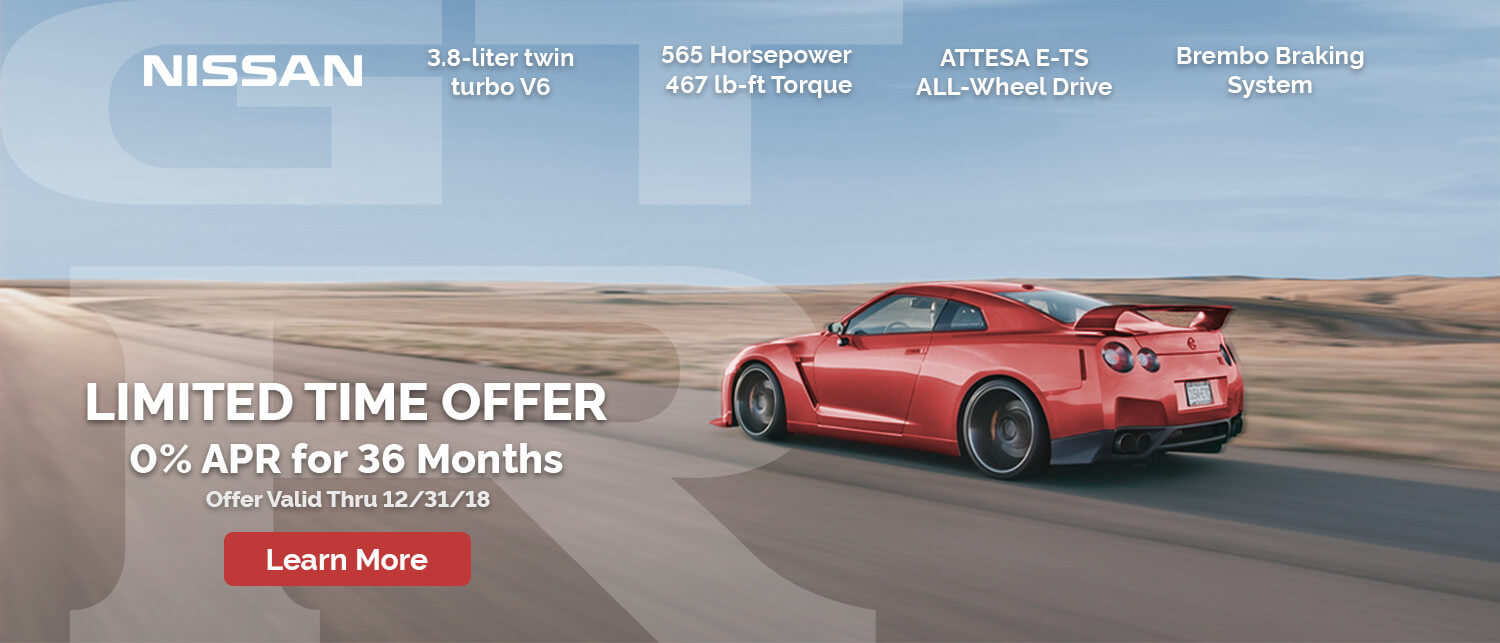 GT
R
NISSAN
3.8-liter twin
turbo V6
565 Horsepower
467 lb-ft Torque
ATTESA E-TS
ALL-Wheel Drive
Brembo Braking
System
LIMITED TIME OFFER
0% APR for 36 Months
Offer Valid Thru 12/31/18
Learn More